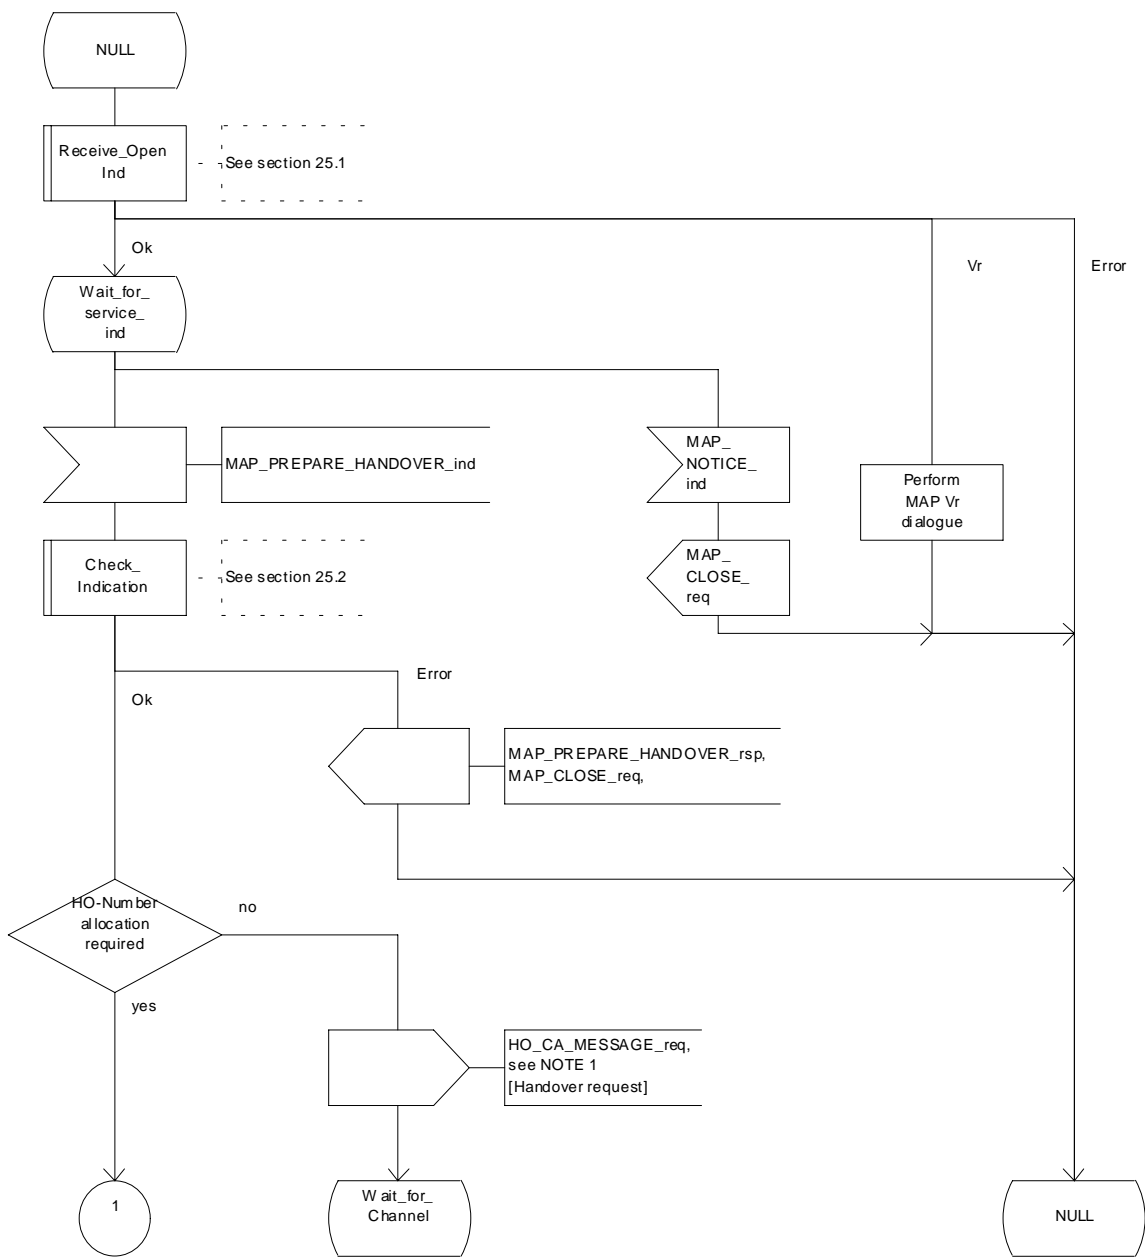 NULL
Receive_Open
Ind
See section 25.1
Ok
Vr
Error
Wait_for_
service_
ind
MAP_PREPARE_HANDOVER_ind
MAP_
NOTICE_
ind
Perform
MAP Vr
dialogue
Check_
Indication
See section 25.2
MAP_
CLOSE_
req
Ok
Error
MAP_PREPARE_HANDOVER_rsp,
MAP_CLOSE_req,
HO-Number
allocation
required
no
yes
HO_CA_MESSAGE_req,
see NOTE 1
[Handover request]
1
Wait_for_
Channel
NULL